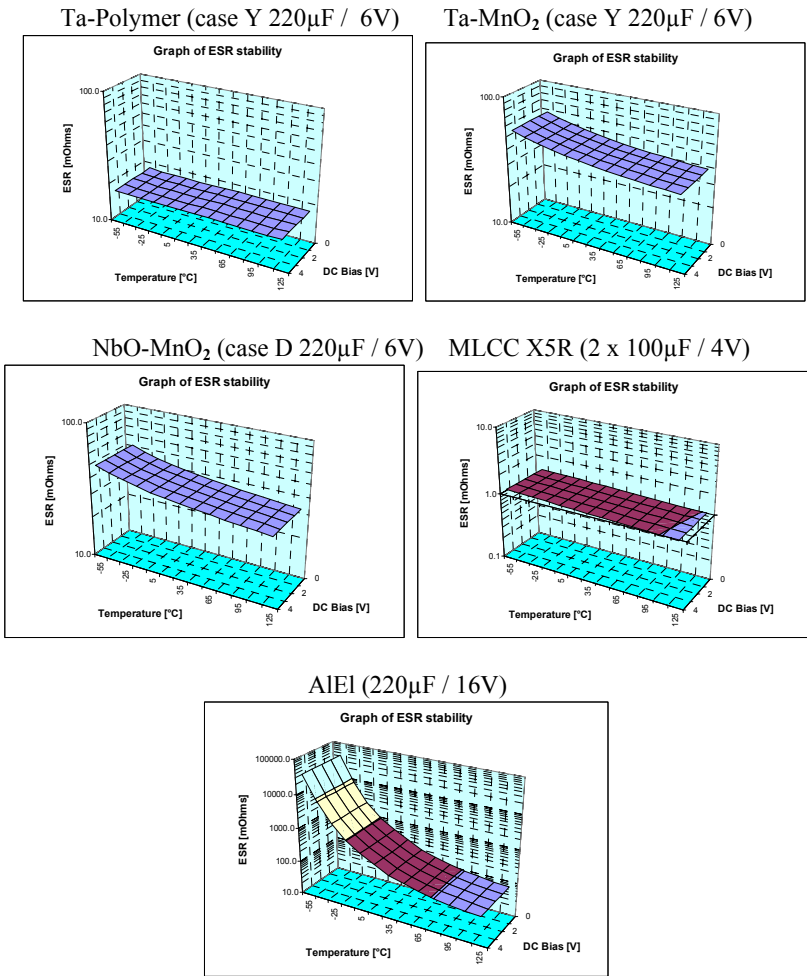 Ta-Polymer (case Y 220µF / 6V) Ta-MnO₂ (case Y 220µF / 6V)
Graph of ESR stability
100.0
10.0
ESR [mOhms]
-55
-25
5
35
65
95
125
Temperature [°C]
0
2
4
DC Bias [V]
Graph of ESR stability
100.0
10.0
ESR [mOhms]
-55
-25
5
35
65
95
125
Temperature [°C]
0
2
4
DC Bias [V]
NbO-MnO₂ (case D 220µF / 6V) MLCC X5R (2 x 100µF / 4V)
Graph of ESR stability
100.0
10.0
ESR [mOhms]
-55
-25
5
35
65
95
125
Temperature [°C]
0
2
4
DC Bias [V]
Graph of ESR stability
10.0
1.0
0.1
ESR [mOhms]
-55
-25
5
35
65
95
125
Temperature [°C]
0
2
4
DC Bias [V]
AlEl (220µF / 16V)
Graph of ESR stability
100000.0
10000.0
1000.0
100.0
10.0
ESR [mOhms]
-55
-25
5
35
65
95
125
Temperature [°C]
0
2
4
DC Bias [V]